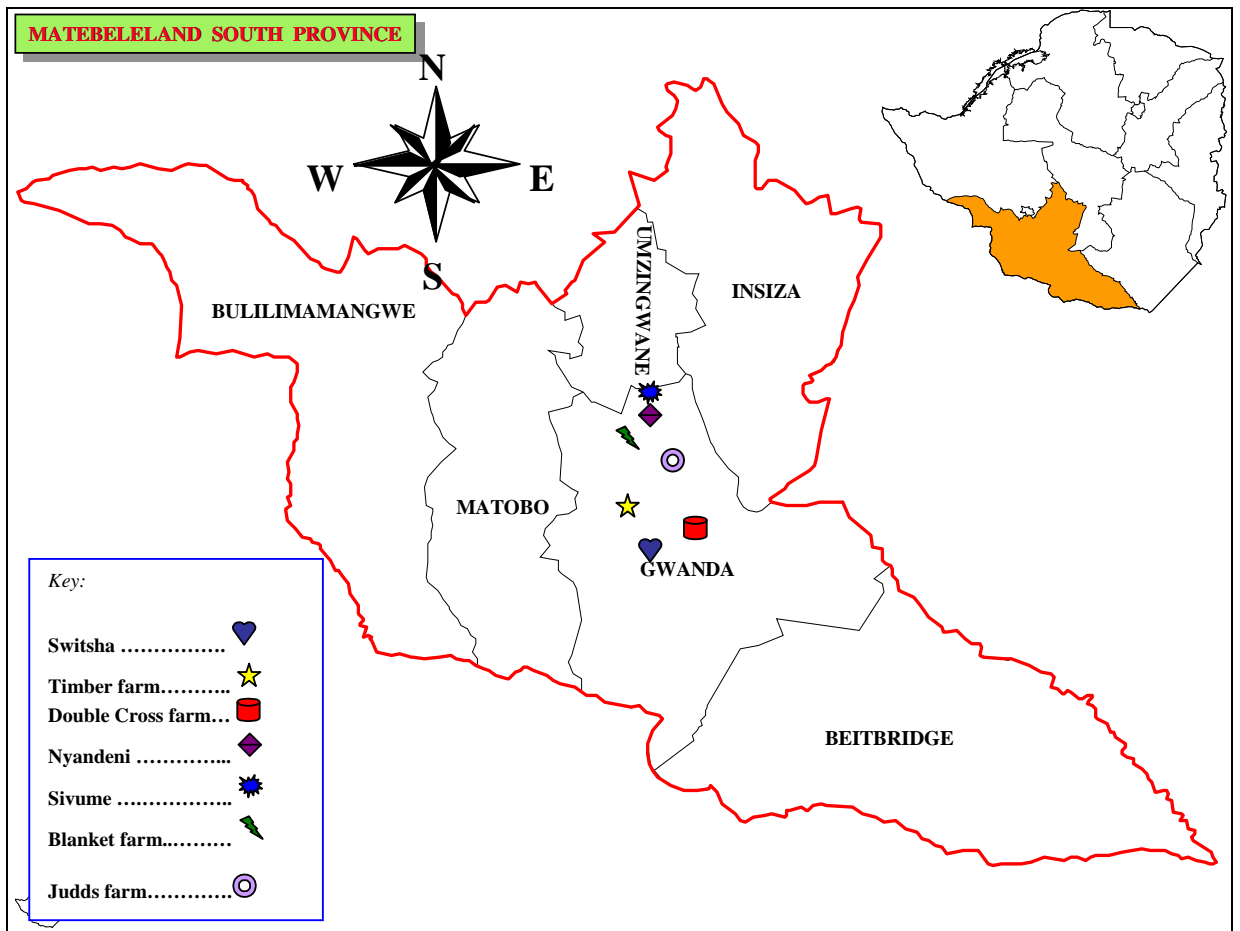 MATEBELELAND SOUTH PROVINCE
N
W
E
S
UMZINGWANE
INSIZA
BULILIMAMANGWE
MATOBO
GWANDA
BEITBRIDGE
Key:
Switsha …………….
Timber farm………..
Double Cross farm…
Nyandeni …………...
Sivume ……………..
Blanket farm..………
Judds farm………….